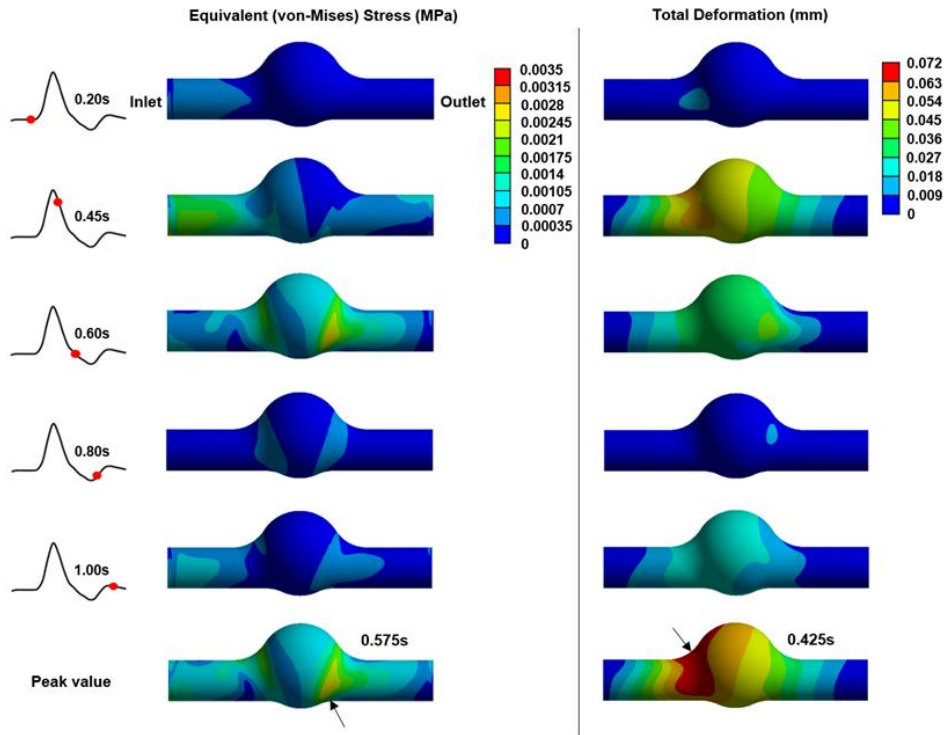 Equivalent (von-Mises) Stress (MPa)
Total Deformation (mm)
0.20s
Inlet
Outlet
0.0035
0.00315
0.0028
0.00245
0.0021
0.00175
0.0014
0.00105
0.0007
0.00035
0
0.072
0.063
0.054
0.045
0.036
0.027
0.018
0.009
0
0.45s
0.60s
0.80s
1.00s
Peak value
0.575s
0.425s